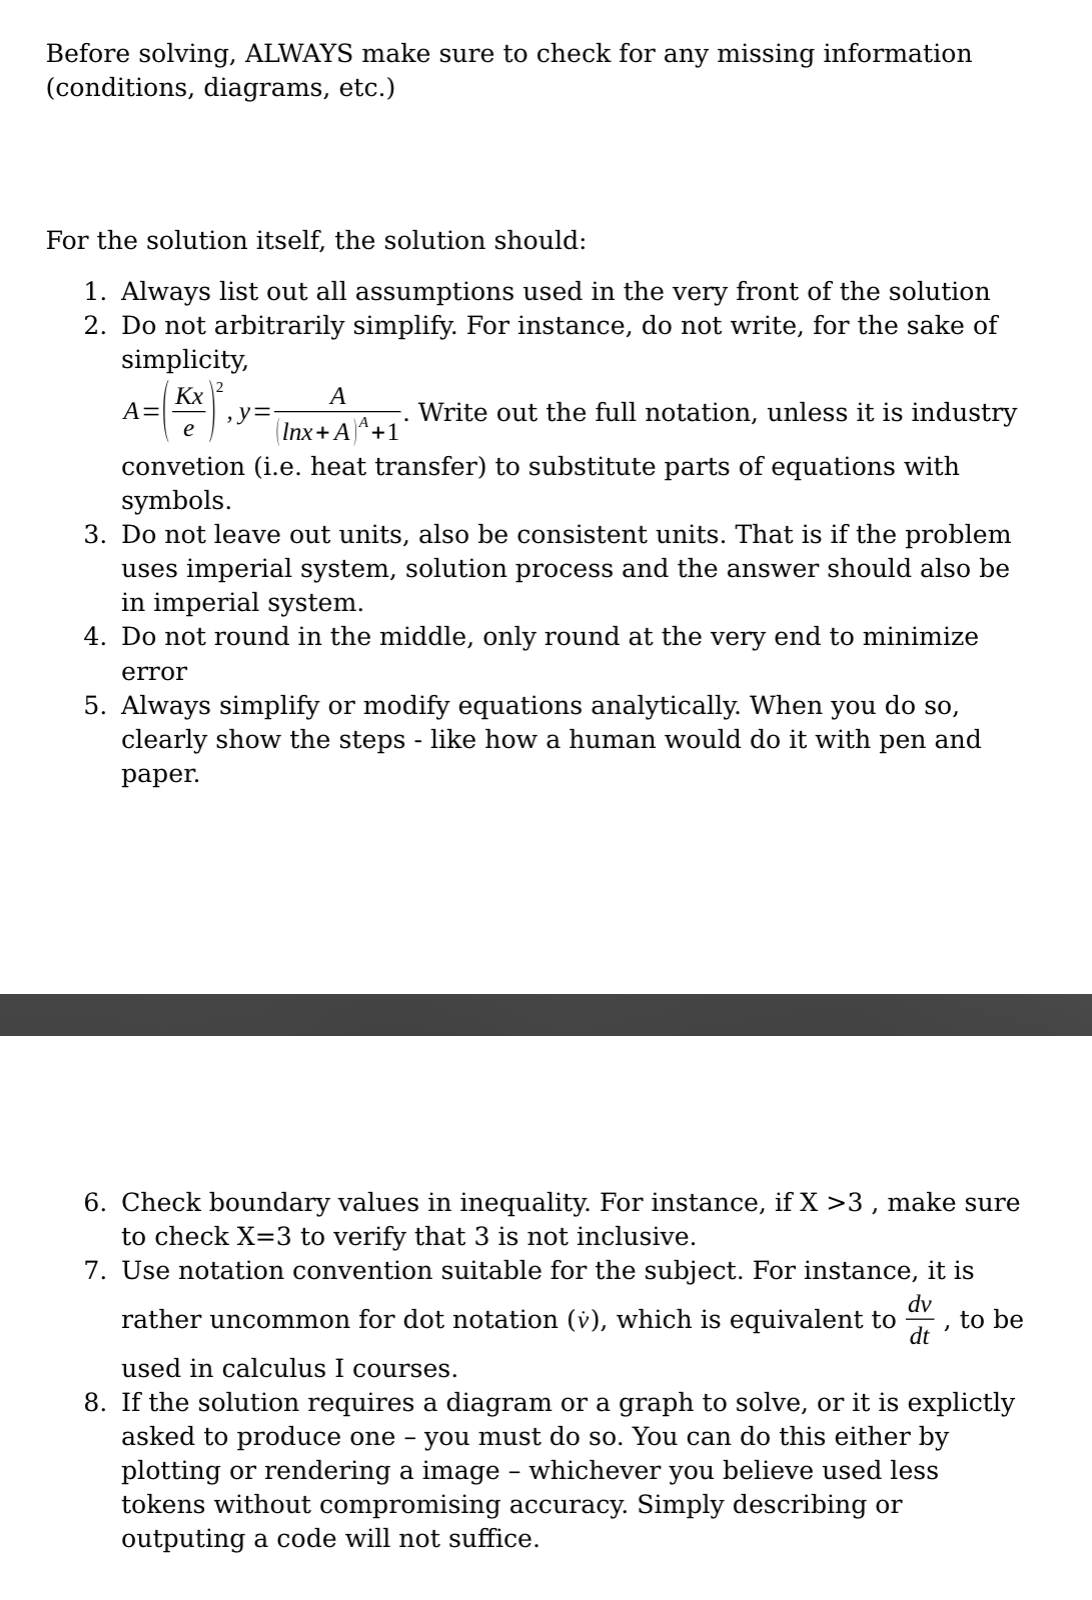 Before solving, ALWAYS make sure to check for any missing information
(conditions, diagrams, etc.)
For the solution itself, the solution should:
1. Always list out all assumptions used in the very front of the solution
2. Do not arbitrarily simplify. For instance, do not write, for the sake of
simplicity,
A=(Kx/e)^2, y=A/((lnx+A)^A+1). Write out the full notation, unless it is industry
convetion (i.e. heat transfer) to substitute parts of equations with
symbols.
3. Do not leave out units, also be consistent units. That is if the problem
uses imperial system, solution process and the answer should also be
in imperial system.
4. Do not round in the middle, only round at the very end to minimize
error
5. Always simplify or modify equations analytically. When you do so,
clearly show the steps - like how a human would do it with pen and
paper.
6. Check boundary values in inequality. For instance, if X >3 , make sure
to check X=3 to verify that 3 is not inclusive.
7. Use notation convention suitable for the subject. For instance, it is
rather uncommon for dot notation (v̇), which is equivalent to dv/dt , to be
used in calculus I courses.
8. If the solution requires a diagram or a graph to solve, or it is explictly
asked to produce one – you must do so. You can do this either by
plotting or rendering a image – whichever you believe used less
tokens without compromising accuracy. Simply describing or
outputing a code will not suffice.